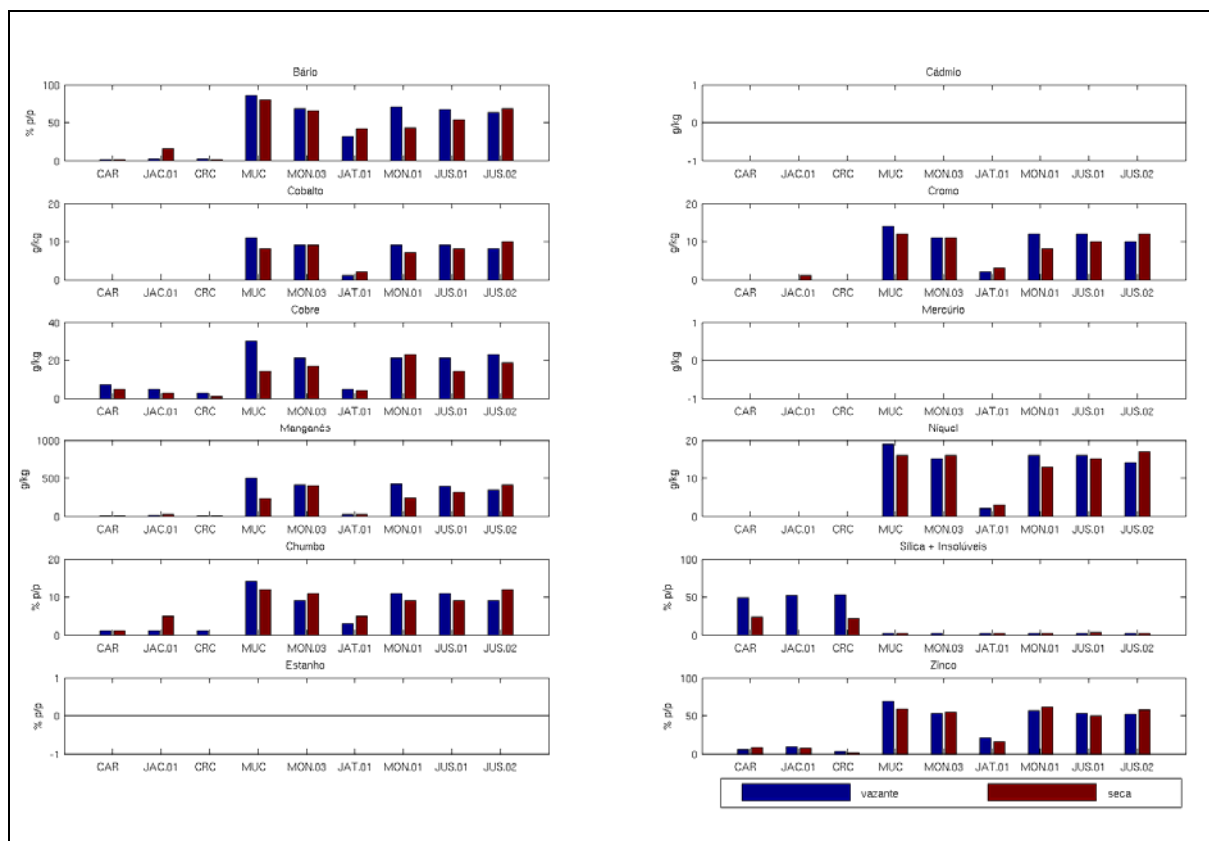 Bário
100
50
0
% p/p
CAR JAC.01 CRC MUC MON.03 JAT.01 MON.01 JUS.01 JUS.02
Cobalto
20
10
0
g/kg
CAR JAC.01 CRC MUC MON.03 JAT.01 MON.01 JUS.01 JUS.02
Cobre
40
20
0
g/kg
CAR JAC.01 CRC MUC MON.03 JAT.01 MON.01 JUS.01 JUS.02
Manganês
1000
500
0
g/kg
CAR JAC.01 CRC MUC MON.03 JAT.01 MON.01 JUS.01 JUS.02
Chumbo
20
10
0
% p/p
CAR JAC.01 CRC MUC MON.03 JAT.01 MON.01 JUS.01 JUS.02
Estanho
1
0
-1
% p/p
CAR JAC.01 CRC MUC MON.03 JAT.01 MON.01 JUS.01 JUS.02
Cádmio
1
0
-1
g/kg
CAR JAC.01 CRC MUC MON.03 JAT.01 MON.01 JUS.01 JUS.02
Cromo
20
10
0
g/kg
CAR JAC.01 CRC MUC MON.03 JAT.01 MON.01 JUS.01 JUS.02
Mercúrio
1
0
-1
g/kg
CAR JAC.01 CRC MUC MON.03 JAT.01 MON.01 JUS.01 JUS.02
Níquel
20
10
0
g/kg
CAR JAC.01 CRC MUC MON.03 JAT.01 MON.01 JUS.01 JUS.02
Sílica + Insolúveis
100
50
0
% p/p
CAR JAC.01 CRC MUC MON.03 JAT.01 MON.01 JUS.01 JUS.02
Zinco
100
50
0
% p/p
CAR JAC.01 CRC MUC MON.03 JAT.01 MON.01 JUS.01 JUS.02
vazante seca